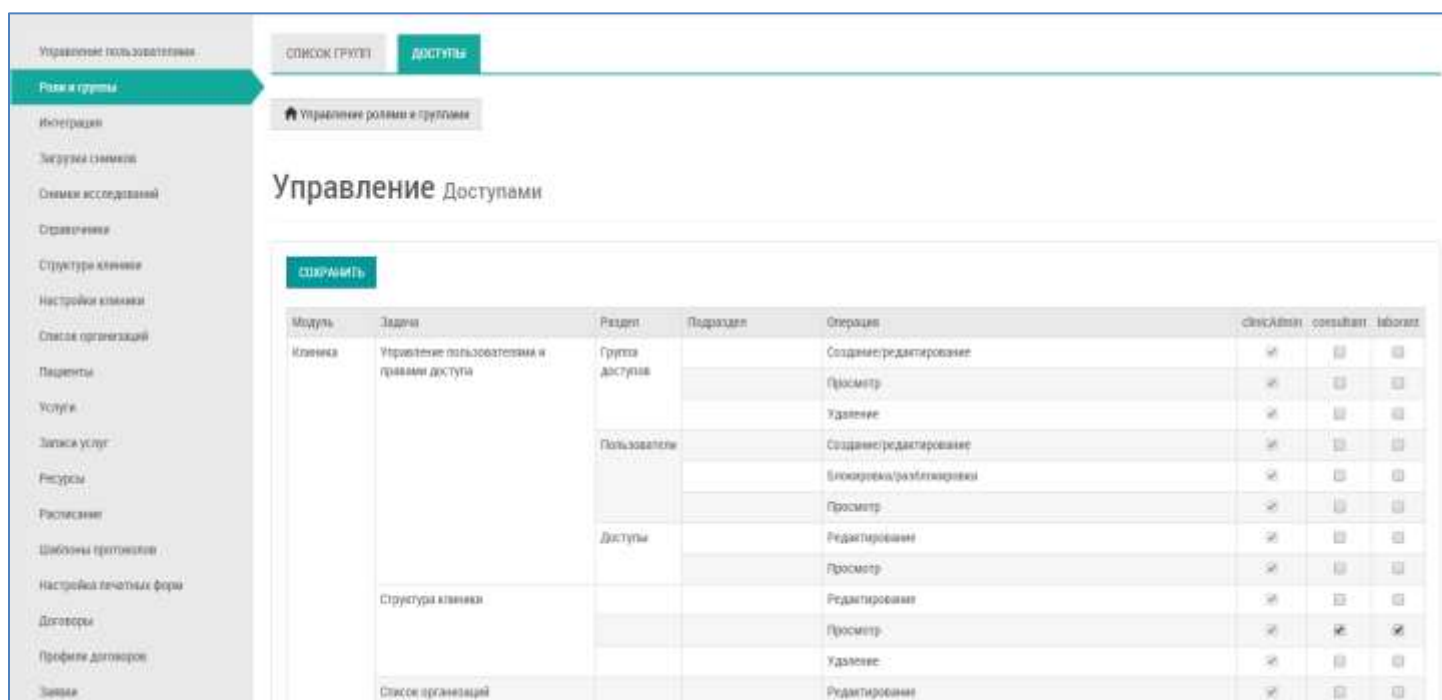 Управление пользователями
Роли и группы
Интеграция
Загрузка снимков
Снимки исследований
Справочники
Структура клиники
Настройки клиники
Список организаций
Пациенты
Услуги
Записи услуг
Ресурсы
Расписание
Шаблоны протоколов
Настройка печатных форм
Договоры
Профили договоров
Заявки
СПИСОК ГРУПП ДОСТУПЫ
Управление ролями и группами
Управление Доступами
СОХРАНИТЬ
Модуль Задача Раздел Подраздел Операция clinicAdmin consultant laborant
Клиника Управление пользователями и Группа Создание/редактирование
правами доступа доступов
Просмотр
Удаление
Пользователи Создание/редактирование
Блокировка/разблокировка
Просмотр
Доступы Редактирование
Просмотр
Структура клиники Редактирование
Просмотр
Удаление
Список организаций Редактирование